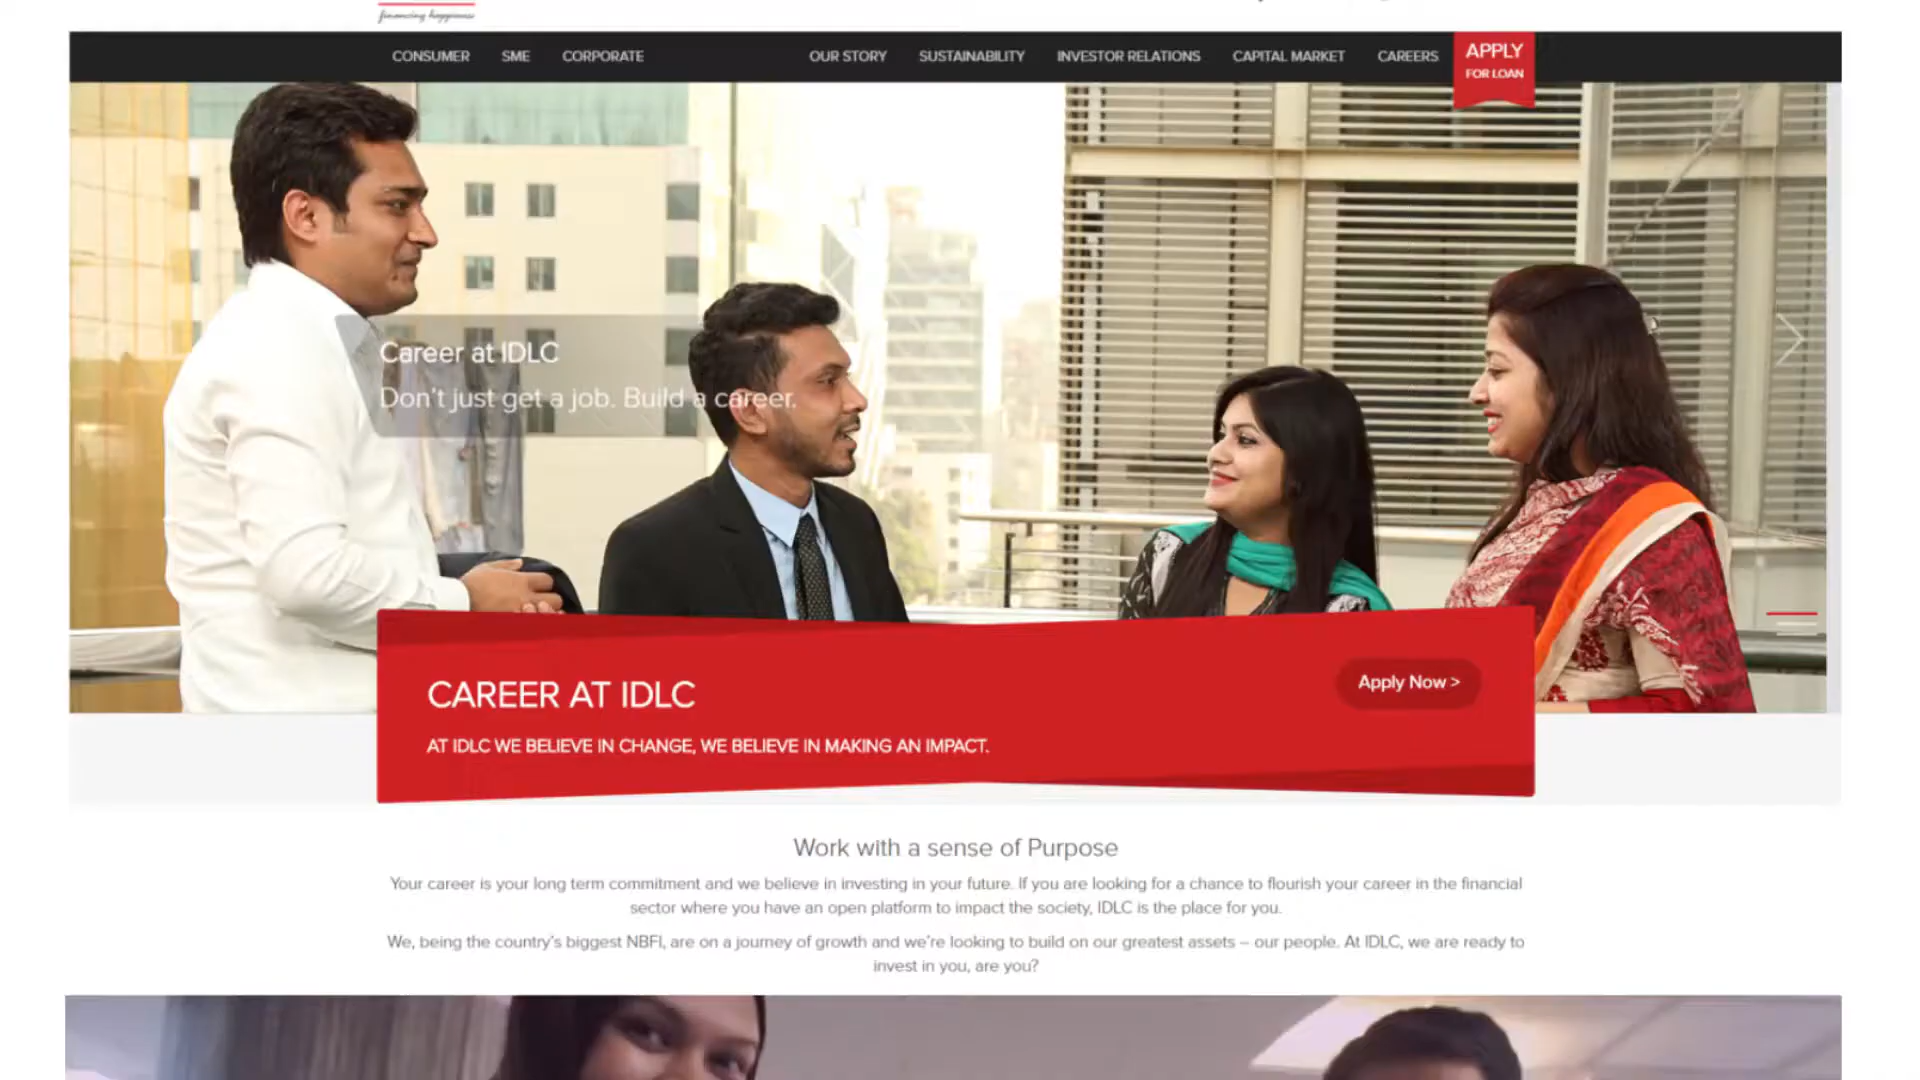 financing happiness
CONSUMER SME CORPORATE OUR STORY SUSTAINABILITY INVESTOR RELATIONS CAPITAL MARKET CAREERS APPLY
FOR LOAN
Career at IDLC
Don't just get a job. Build a career.
CAREER AT IDLC
Apply Now >
AT IDLC WE BELIEVE IN CHANGE, WE BELIEVE IN MAKING AN IMPACT.
Work with a sense of Purpose
Your career is your long term commitment and we believe in investing in your future. If you are looking for a chance to flourish your career in the financial
sector where you have an open platform to impact the society, IDLC is the place for you.
We, being the country's biggest NBFI, are on a journey of growth and we're looking to build on our greatest assets – our people. At IDLC, we are ready to
invest in you, are you?